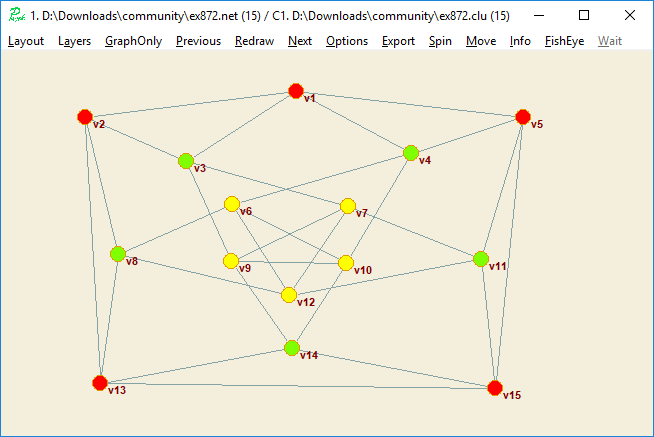 1. D:\Downloads\community\ex872.net (15) / C1. D:\Downloads\community\ex872.clu (15)
Layout Layers GraphOnly Previous Redraw Next Options Export Spin Move Info FishEye Wait
v1
v2
v5
v3
v4
v6
v7
v8
v9
v10
v11
v12
v14
v13
v15